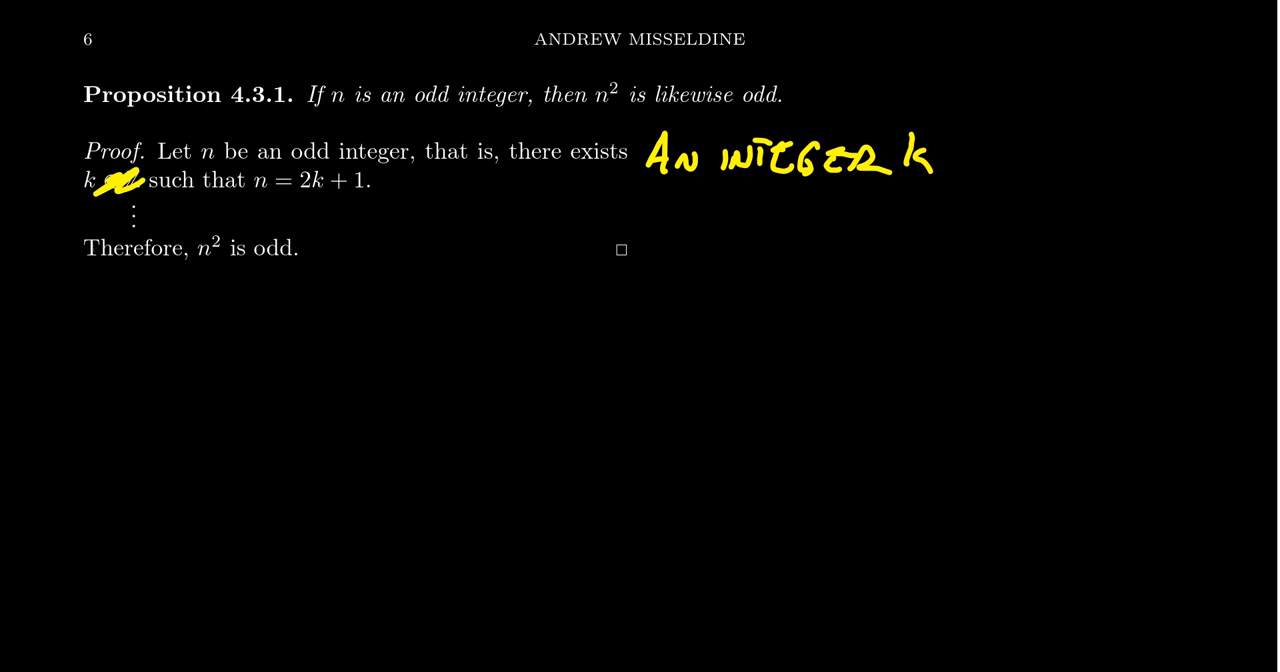 6 ANDREW MISSELDINE
Proposition 4.3.1. If n is an odd integer, then n² is likewise odd.
Proof. Let n be an odd integer, that is, there exists AN INTEGER k
k such that n = 2k + 1.
⋮
Therefore, n² is odd. □